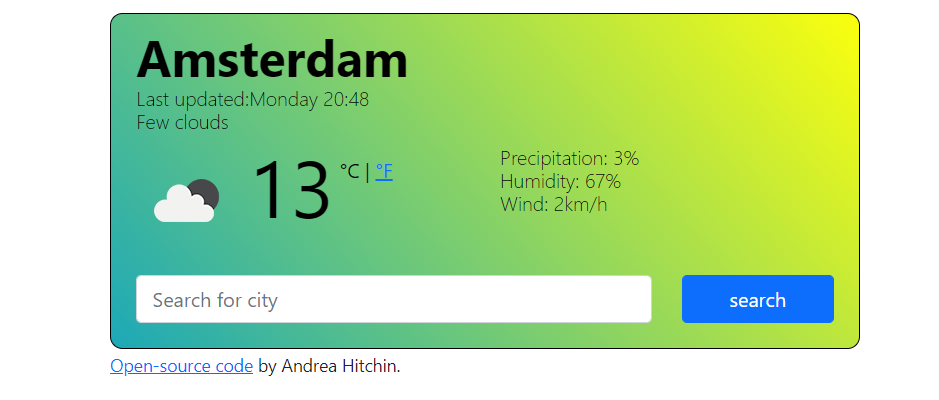 Amsterdam
Last updated:Monday 20:48
Few clouds
13 °C | °F
Precipitation: 3%
Humidity: 67%
Wind: 2km/h
Search for city
search
Open-source code by Andrea Hitchin.